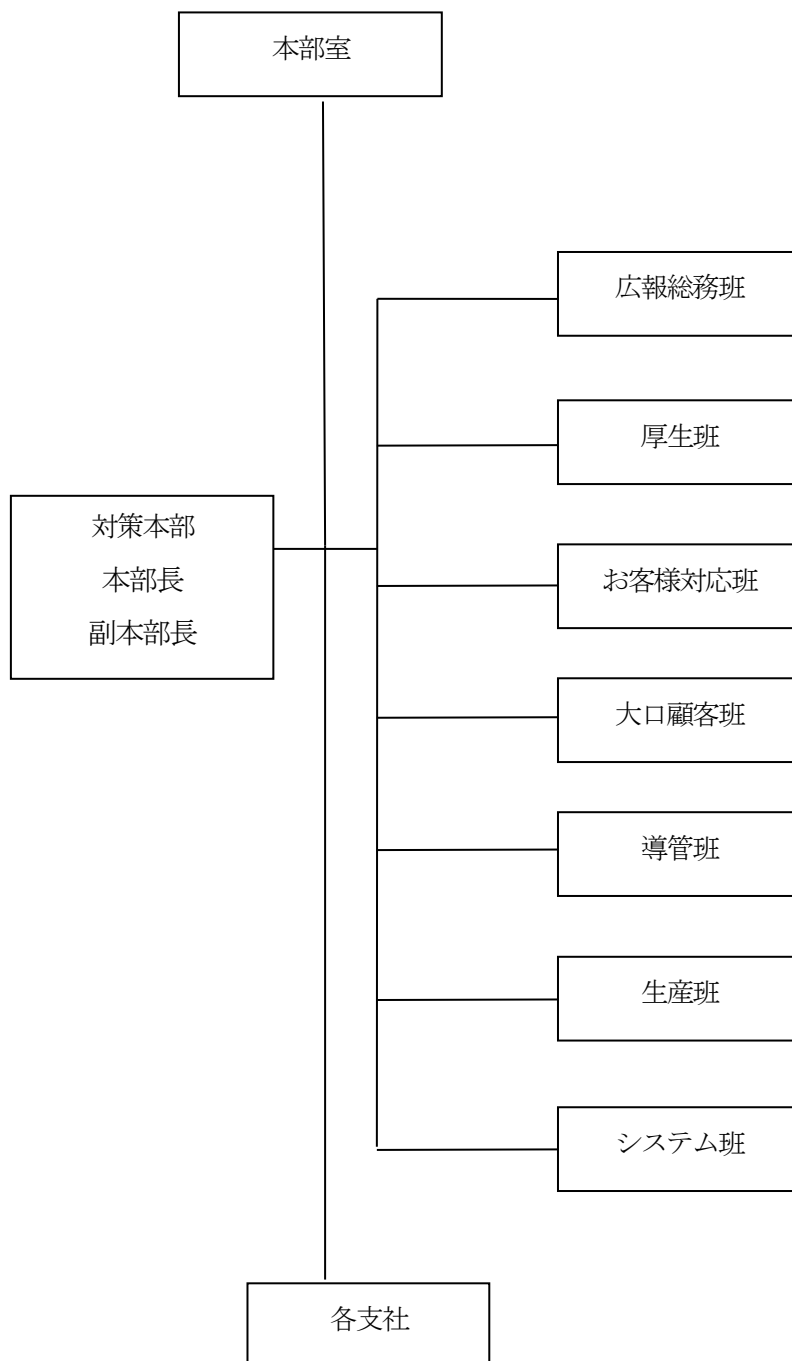 本部室
広報総務班
厚生班
対策本部
本部長
副本部長
お客様対応班
大口顧客班
導管班
生産班
システム班
各支社